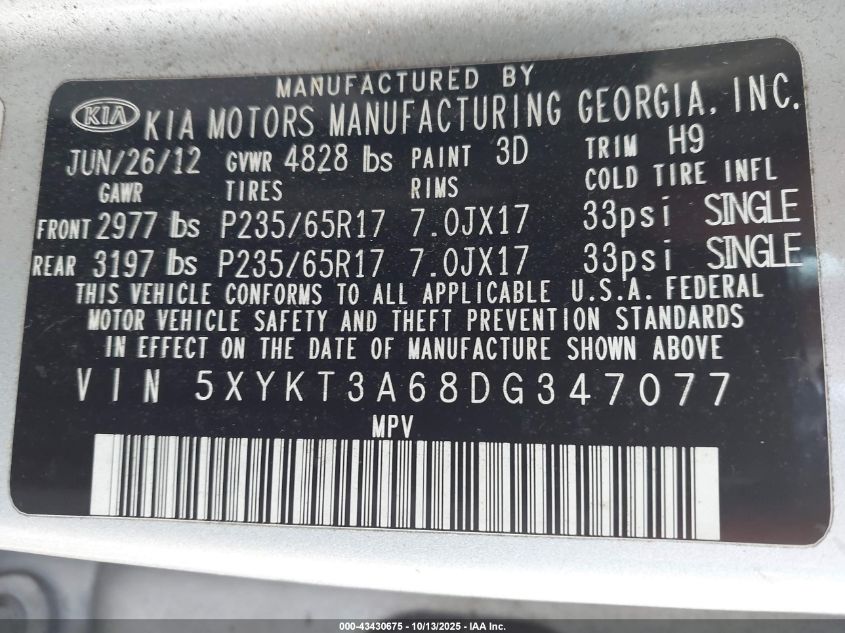 MANUFACTURED BY
KIA KIA MOTORS MANUFACTURING GEORGIA, INC.
JUN/26/12 GVWR 4828 lbs PAINT 3D TRIM H9
GAWR TIRES RIMS COLD TIRE INFL
FRONT 2977 lbs P235/65R17 7.0JX17 33psi SINGLE
REAR 3197 lbs P235/65R17 7.0JX17 33psi SINGLE
THIS VEHICLE CONFORMS TO ALL APPLICABLE U.S.A. FEDERAL
MOTOR VEHICLE SAFETY AND THEFT PREVENTION STANDARDS
IN EFFECT ON THE DATE OF MANUFACTURE SHOWN ABOVE.
VIN 5XYKT3A68DG347077
MPV
000-43430675 | 10/13/2025 - IAA Inc.